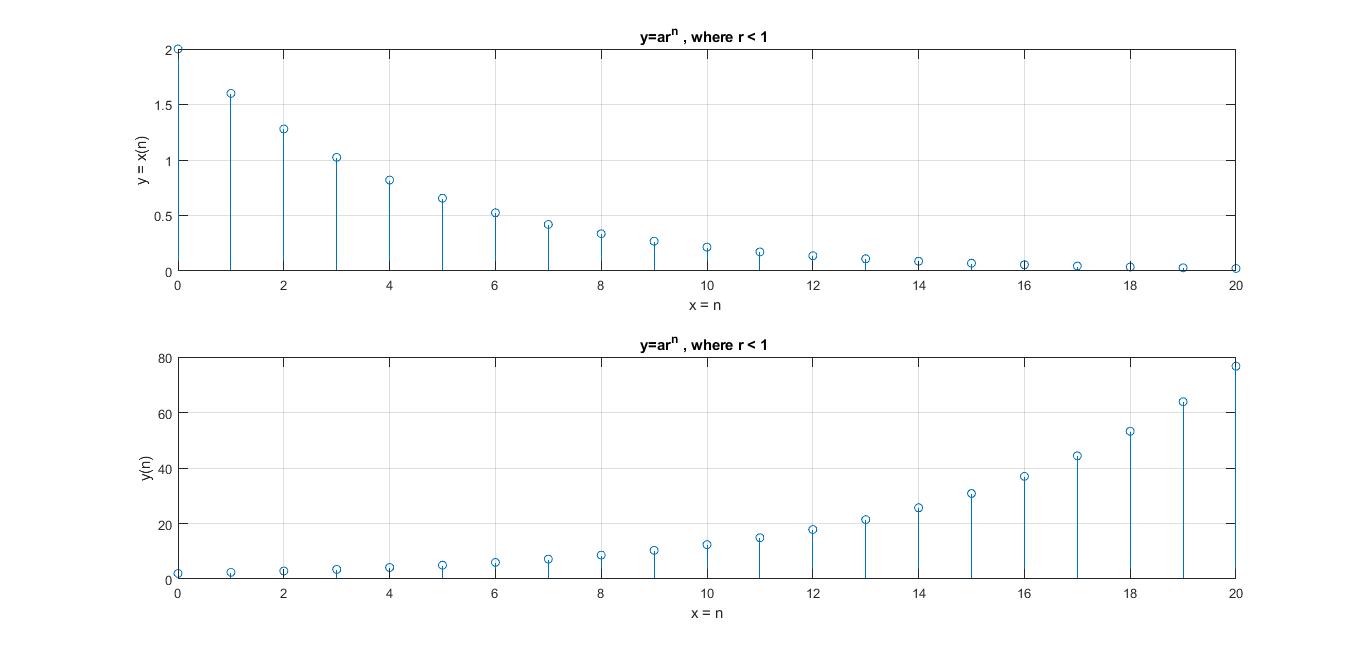 y=ar^n , where r < 1
2
1.5
1
0.5
0
y = x(n)
0 2 4 6 8 10 12 14 16 18 20
x = n
y=ar^n , where r < 1
80
60
40
20
0
y(n)
0 2 4 6 8 10 12 14 16 18 20
x = n